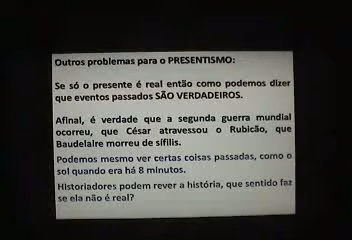 Outros problemas para o PRESENTISMO:
Se só o presente é real então como podemos dizer
que eventos passados SÃO VERDADEIROS.
Afinal, é verdade que a segunda guerra mundial
ocorreu, que César atravessou o Rubicão, que
Baudelaire morreu de sífilis.
Podemos mesmo ver certas coisas passadas, como o
sol quando era há 8 minutos.
Historiadores podem rever a história, que sentido faz
se ela não é real?